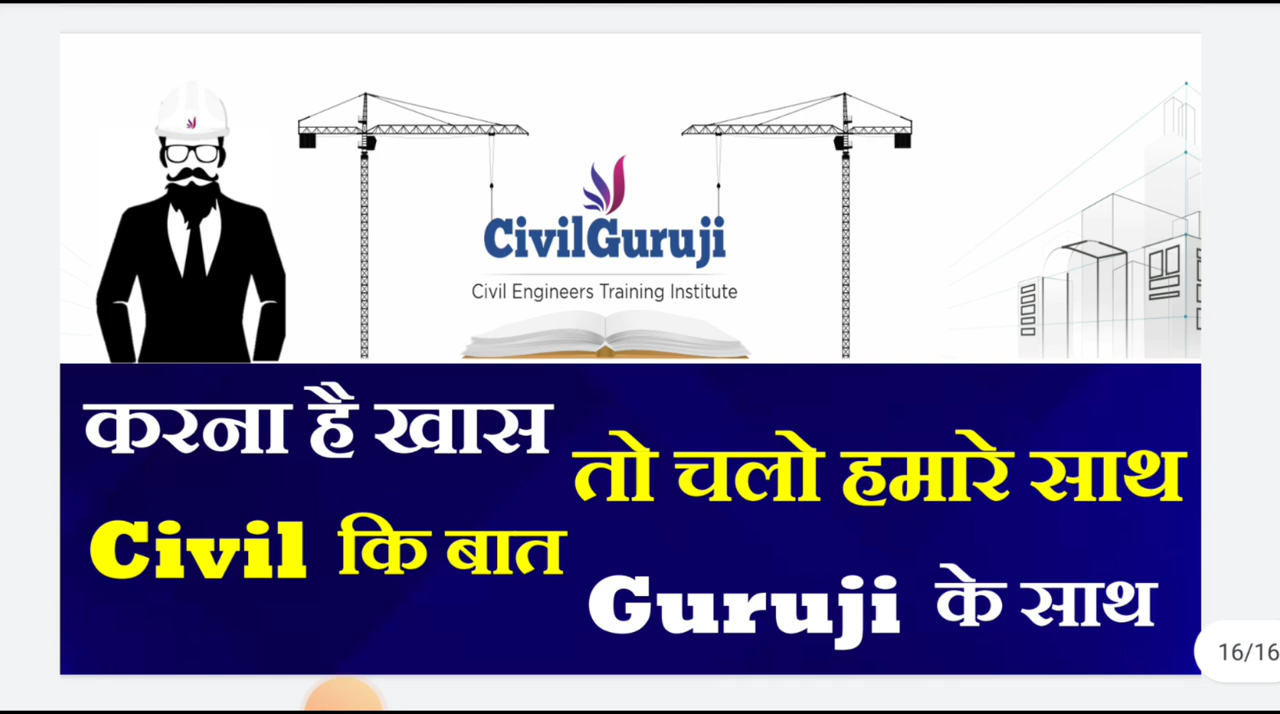 CivilGuruji
Civil Engineers Training Institute
करना है खास
तो चलो हमारे साथ
Civil कि बात
Guruji के साथ
16/16